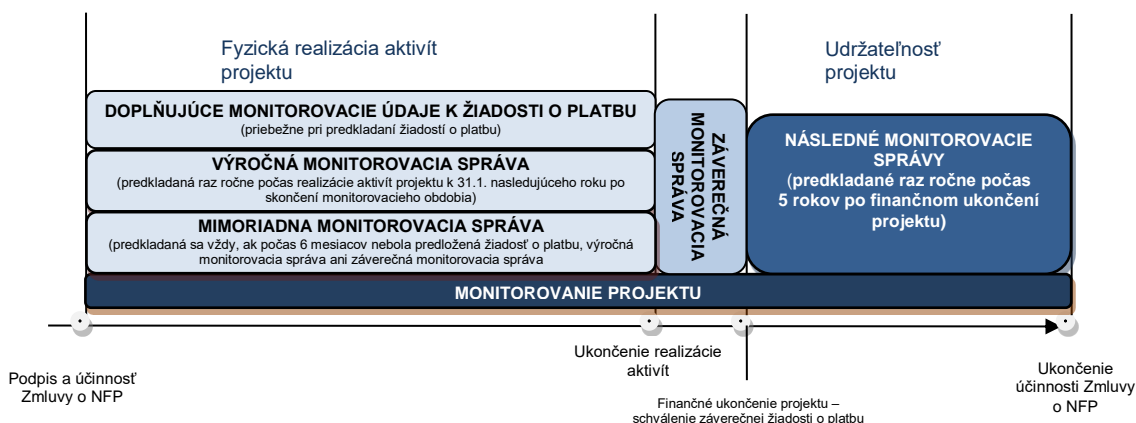 Fyzická realizácia aktivít
projektu
Udržateľnosť
projektu
DOPLŇUJÚCE MONITOROVACIE ÚDAJE K ŽIADOSTI O PLATBU
(priebežne pri predkladaní žiadostí o platbu)
VÝROČNÁ MONITOROVACIA SPRÁVA
(predkladaná raz ročne počas realizácie aktivít projektu k 31.1. nasledujúceho roku po
skončení monitorovacieho obdobia)
MIMORIADNA MONITOROVACIA SPRÁVA
(predkladaná sa vždy, ak počas 6 mesiacov nebola predložená žiadosť o platbu, výročná
monitorovacia správa ani záverečná monitorovacia správa
ZÁVEREČNÁ
MONITOROVACIA
SPRÁVA
NÁSLEDNÉ MONITOROVACIE
SPRÁVY
(predkladané raz ročne počas
5 rokov po finančnom ukončení
projektu)
MONITOROVANIE PROJEKTU
Podpis a účinnosť
Zmluvy o NFP
Ukončenie realizácie
aktivít
Finančné ukončenie projektu –
schválenie záverečnej žiadosti o platbu
Ukončenie
účinnosti Zmluvy
o NFP